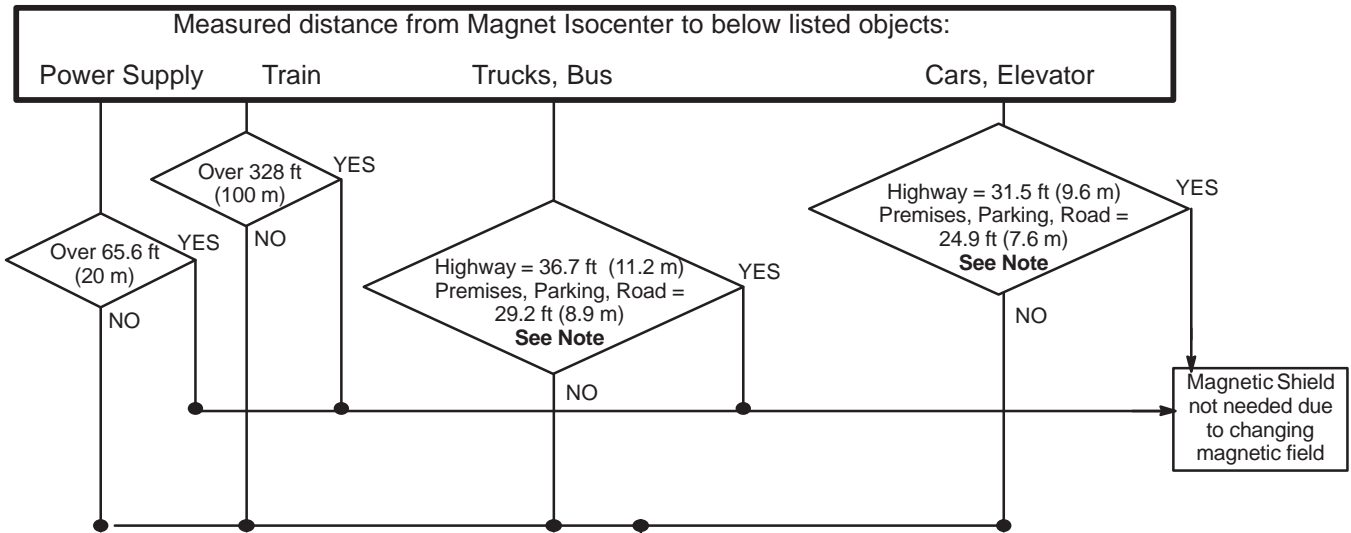 Measured distance from Magnet Isocenter to below listed objects:
Power Supply Train Trucks, Bus Cars, Elevator
Over 65.6 ft
(20 m)
YES
NO
Over 328 ft
(100 m)
YES
NO
Highway = 36.7 ft (11.2 m)
Premises, Parking, Road =
29.2 ft (8.9 m)
See Note
YES
NO
Highway = 31.5 ft (9.6 m)
Premises, Parking, Road =
24.9 ft (7.6 m)
See Note
YES
NO
Magnetic Shield
not needed due
to changing
magnetic field